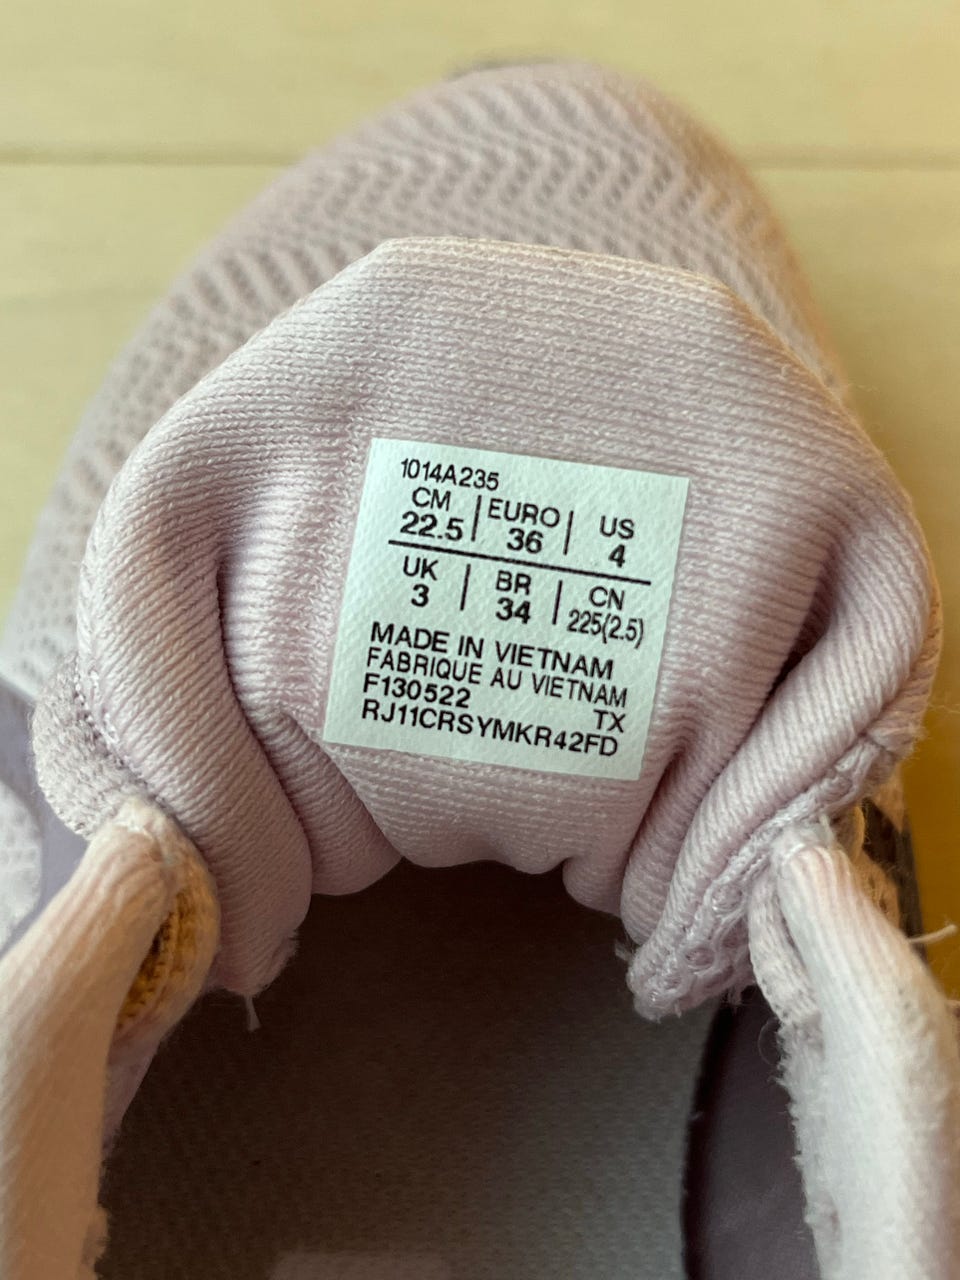 1014A235
CM | EURO | US
22.5 | 36 | 4
UK | BR | CN
3 | 34 | 225(2.5)
MADE IN VIETNAM
FABRIQUE AU VIETNAM
F130522 TX
RJ11CRSYMKR42FD